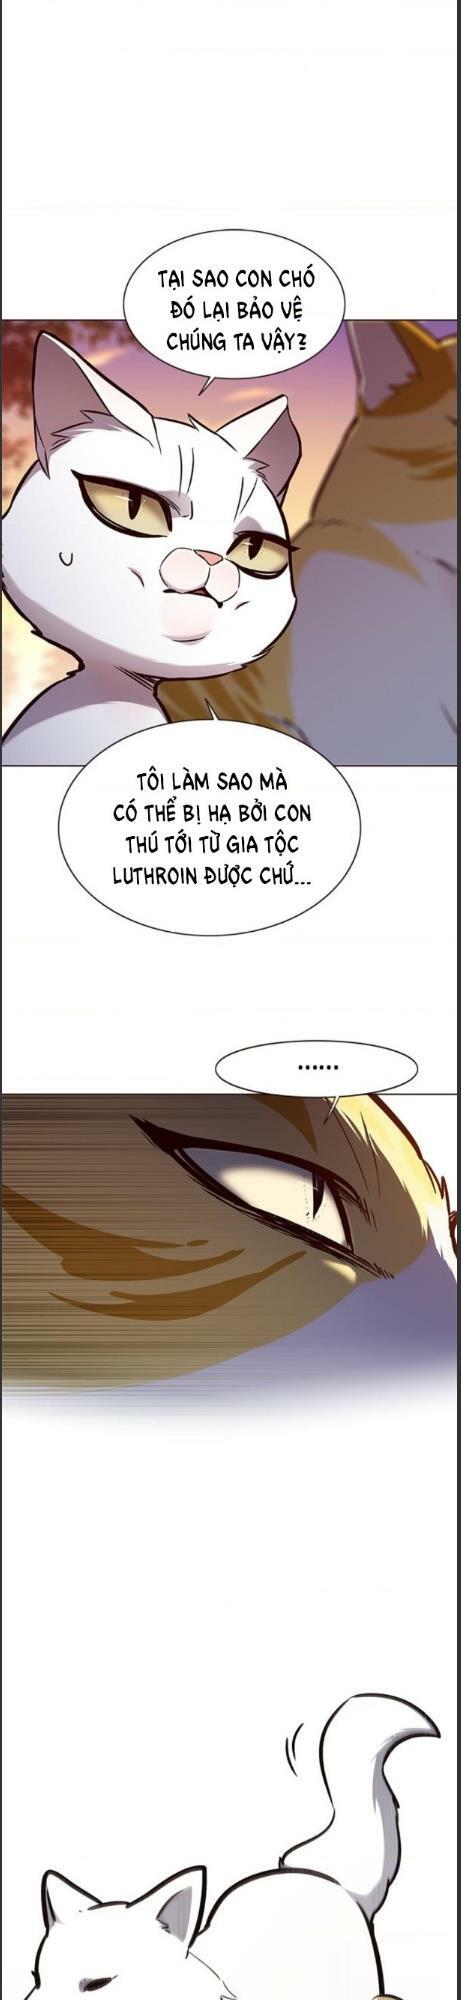 TẠI SAO CON CHÓ
ĐÓ LẠI BẢO VỆ
CHÚNG TA VẬY?
TÔI LÀM SAO MÀ
CÓ THỂ BỊ HẠ BỞI CON
THÚ TỚI TỪ GIA TỘC
LUTHROIN ĐƯỢC CHỨ...
......